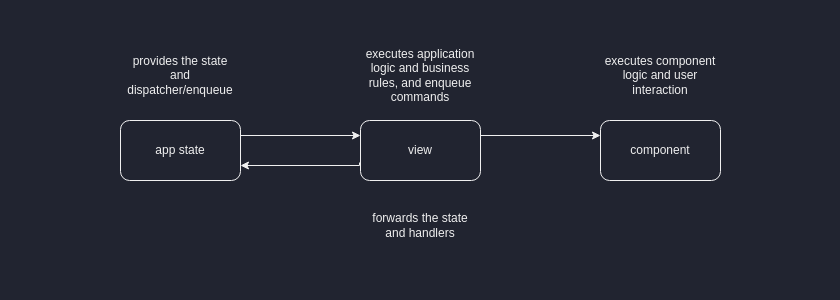 provides the state
and
dispatcher/enqueue
executes application
logic and business
rules, and enqueue
commands
executes component
logic and user
interaction
app state
view
component
forwards the state
and handlers